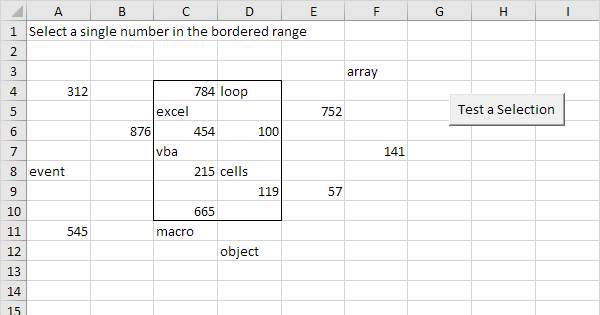 A B C D E F G H I
1 Select a single number in the bordered range
2
3 array
4 312 784 loop
5 excel 752 Test a Selection
6 876 454 100
7 vba 141
8 event 215 cells
9 119 57
10 665
11 545 macro
12 object
13
14
15